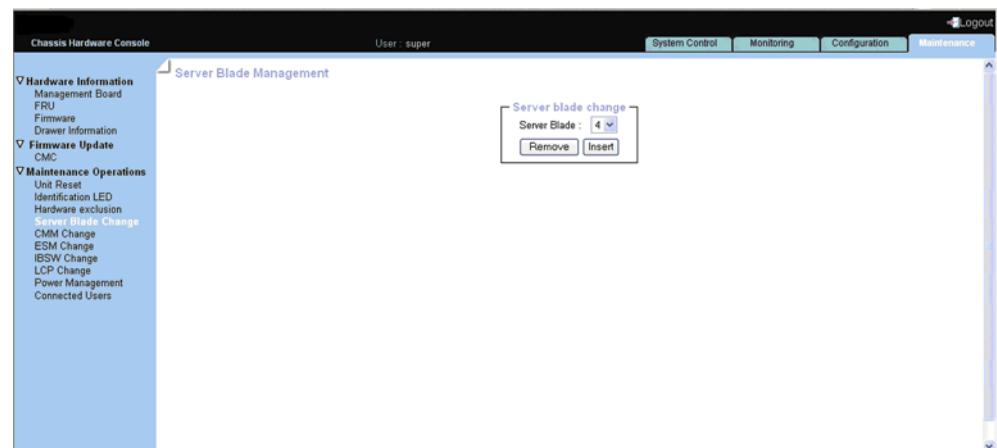 Logout
Chassis Hardware Console
User : super
System Control
Monitoring
Configuration
Maintenance
Hardware Information
Management Board
FRU
Firmware
Drawer Information
Firmware Update
CMC
Maintenance Operations
Unit Reset
Identification LED
Hardware exclusion
Server Blade Change
CMM Change
ESM Change
IBSW Change
LCP Change
Power Management
Connected Users
Server Blade Management
Server blade change
Server Blade : 4
Remove
Insert